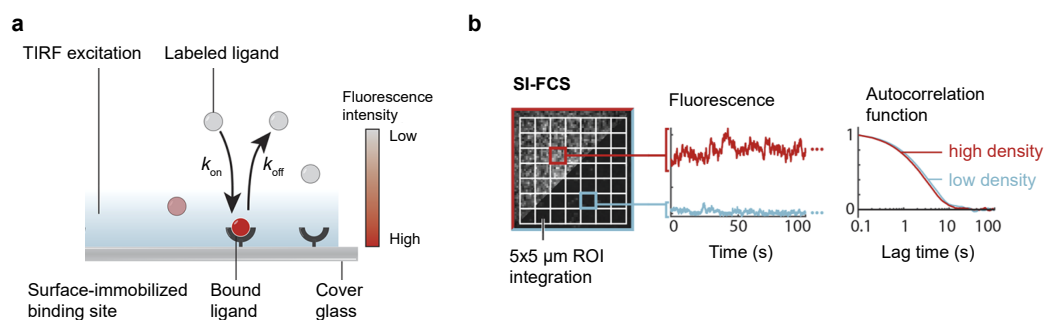 a
TIRF excitation
Labeled ligand
Fluorescence
intensity
Low
High
kon
koff
Surface-immobilized
binding site
Bound
ligand
Cover
glass
b
SI-FCS
5x5 µm ROI
integration
Fluorescence
0
50
100
Time (s)
Autocorrelation
function
1
0
high density
low density
0.1
1
10
100
Lag time (s)